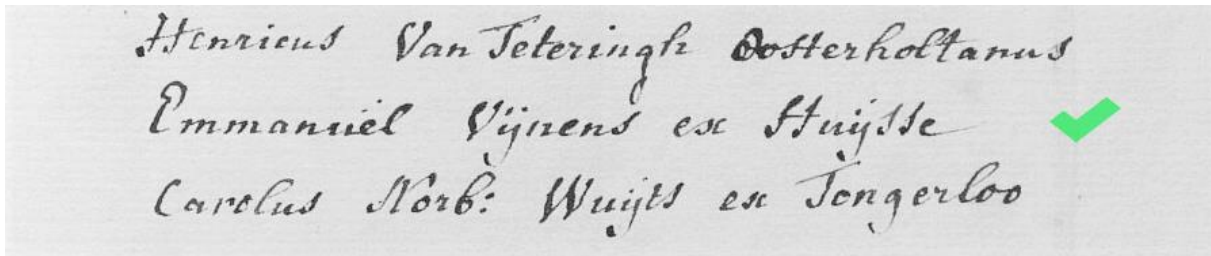 Henricus Van Teteringh Oosterholtanus
Emmanuël Vijnens ex Huijsse
Carolus Norb: Wuijts ex Tongerloo